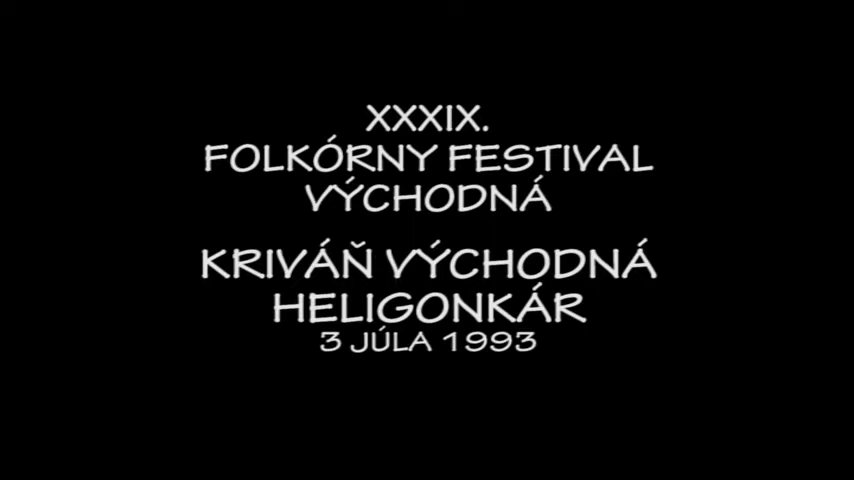 XXXIX.
FOLKÓRNY FESTIVAL
VÝCHODNÁ
KRIVÁŇ VÝCHODNÁ
HELIGONKÁR
3 JÚLA 1993